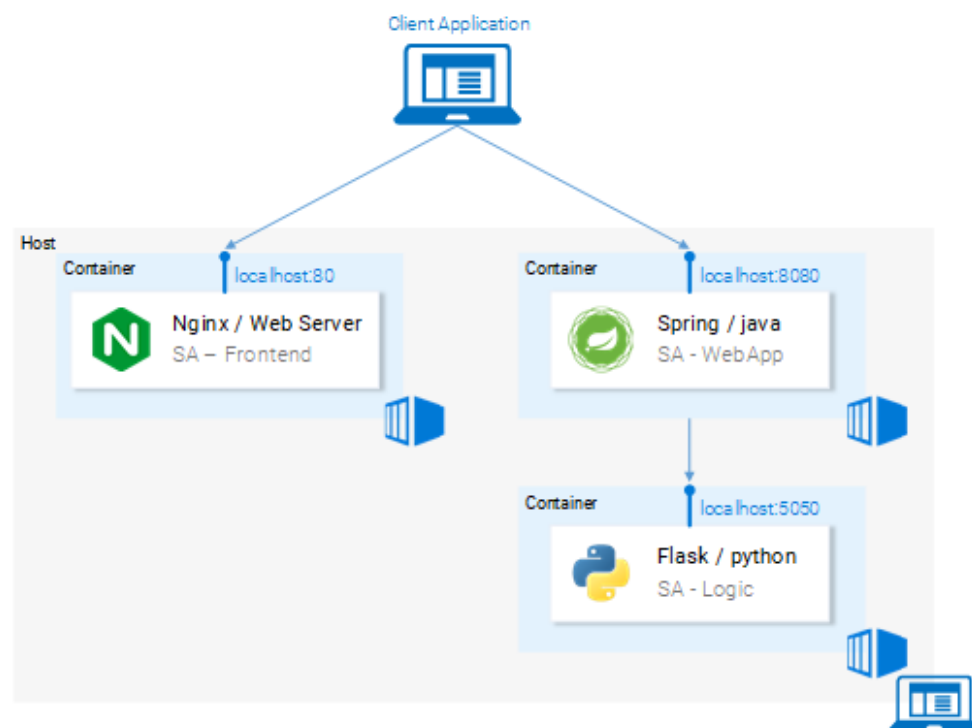 Client Application
Host
Container
localhost:80
Nginx / Web Server
SA – Frontend
Container
localhost:8080
Spring / java
SA - WebApp
Container
localhost:5050
Flask / python
SA - Logic